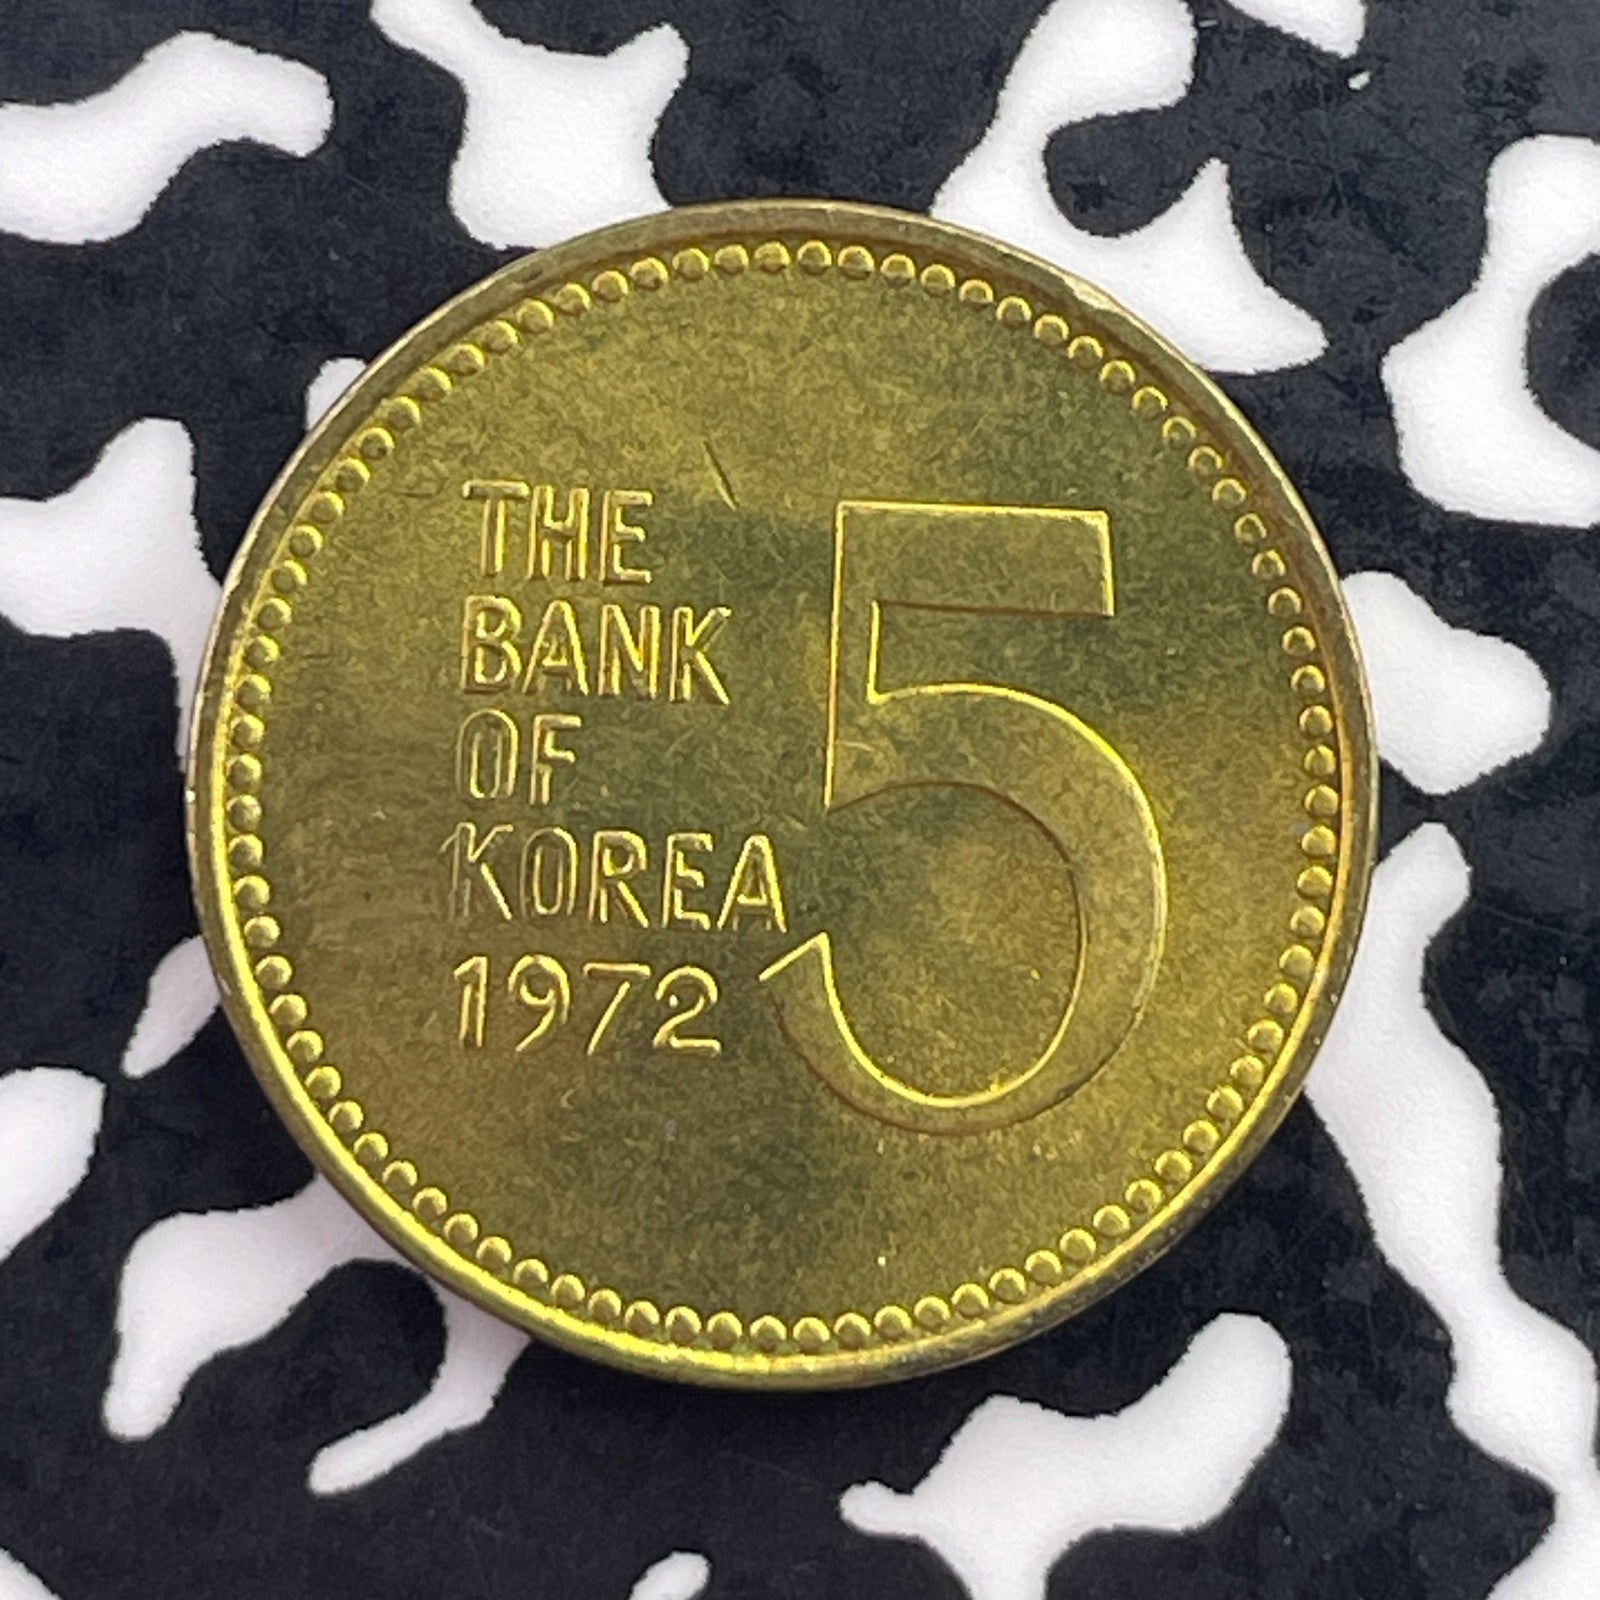 THE
BANK
OF
KOREA
1972
5